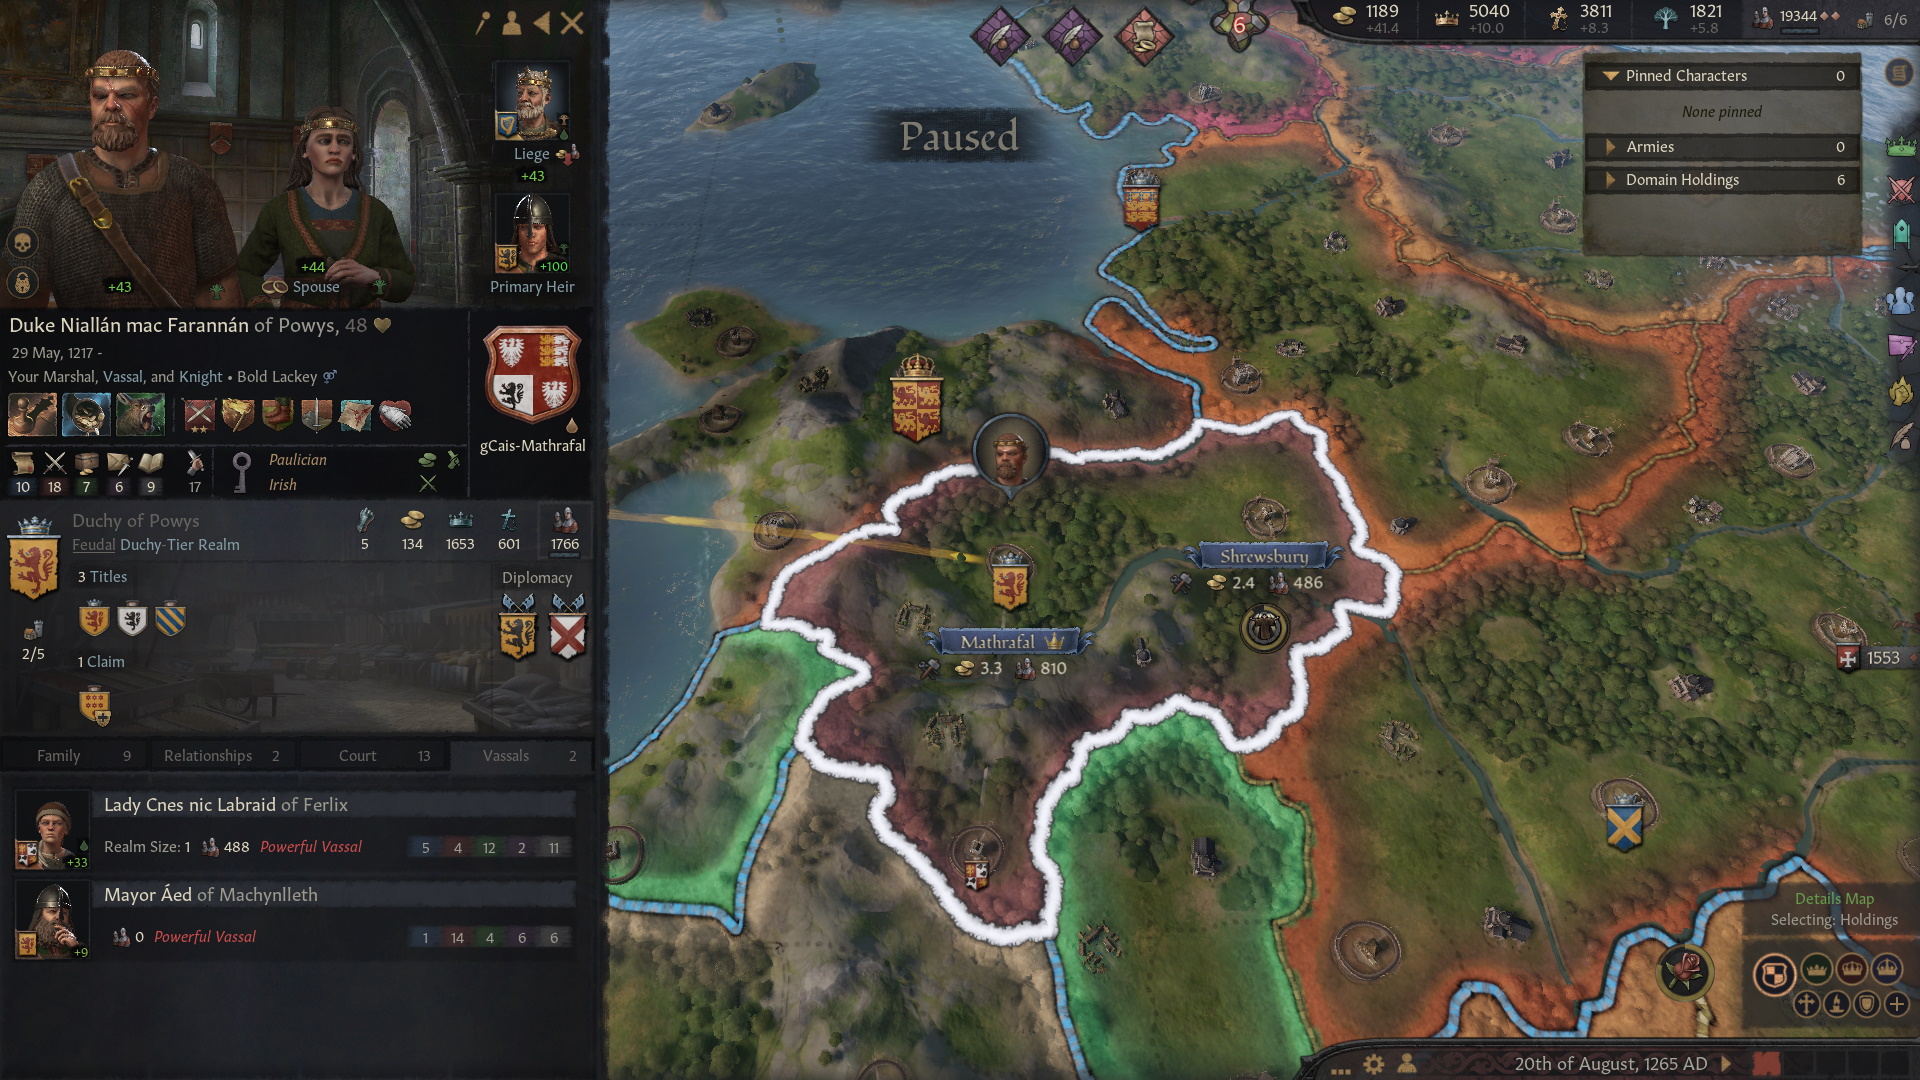 1189
+41.4
5040
+10.0
3811
+8.3
1821
+5.8
19344
6/6
6
Paused
Pinned Characters 0
None pinned
Armies 0
Domain Holdings 6
Liege
+43
+100
Primary Heir
+43
+44
Spouse
Duke Niallán mac Farannán of Powys, 48
29 May, 1217 -
Your Marshal, Vassal, and Knight • Bold Lackey
gCais-Mathrafal
10 18 7 6 9 17
Paulician
Irish
Duchy of Powys
Feudal Duchy-Tier Realm
5 134 1653 601 1766
3 Titles
Diplomacy
2/5
1 Claim
Family 9
Relationships 2
Court 13
Vassals 2
Lady Cnes nic Labraid of Ferlix
Realm Size: 1 488 Powerful Vassal 5 4 12 2 11
+33
Mayor Áed of Machynlleth
0 Powerful Vassal 1 14 4 6 6
+9
Shrewsbury
2.4 486
Mathrafal
3.3 810
1553
Details Map
Selecting: Holdings
20th of August, 1265 AD